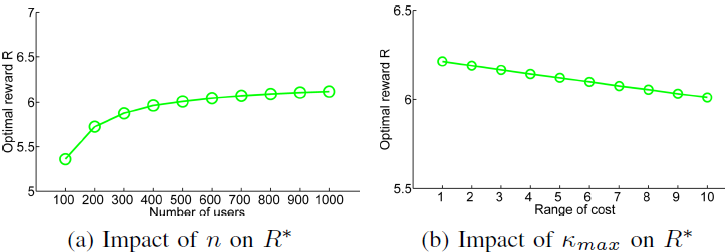 7
6.5
6
5.5
5
Optimal reward R
100 200 300 400 500 600 700 800 900 1000
Number of users
(a) Impact of n on R*
6.5
6
5.5
Optimal reward R
1 2 3 4 5 6 7 8 9 10
Range of cost
(b) Impact of κmax on R*